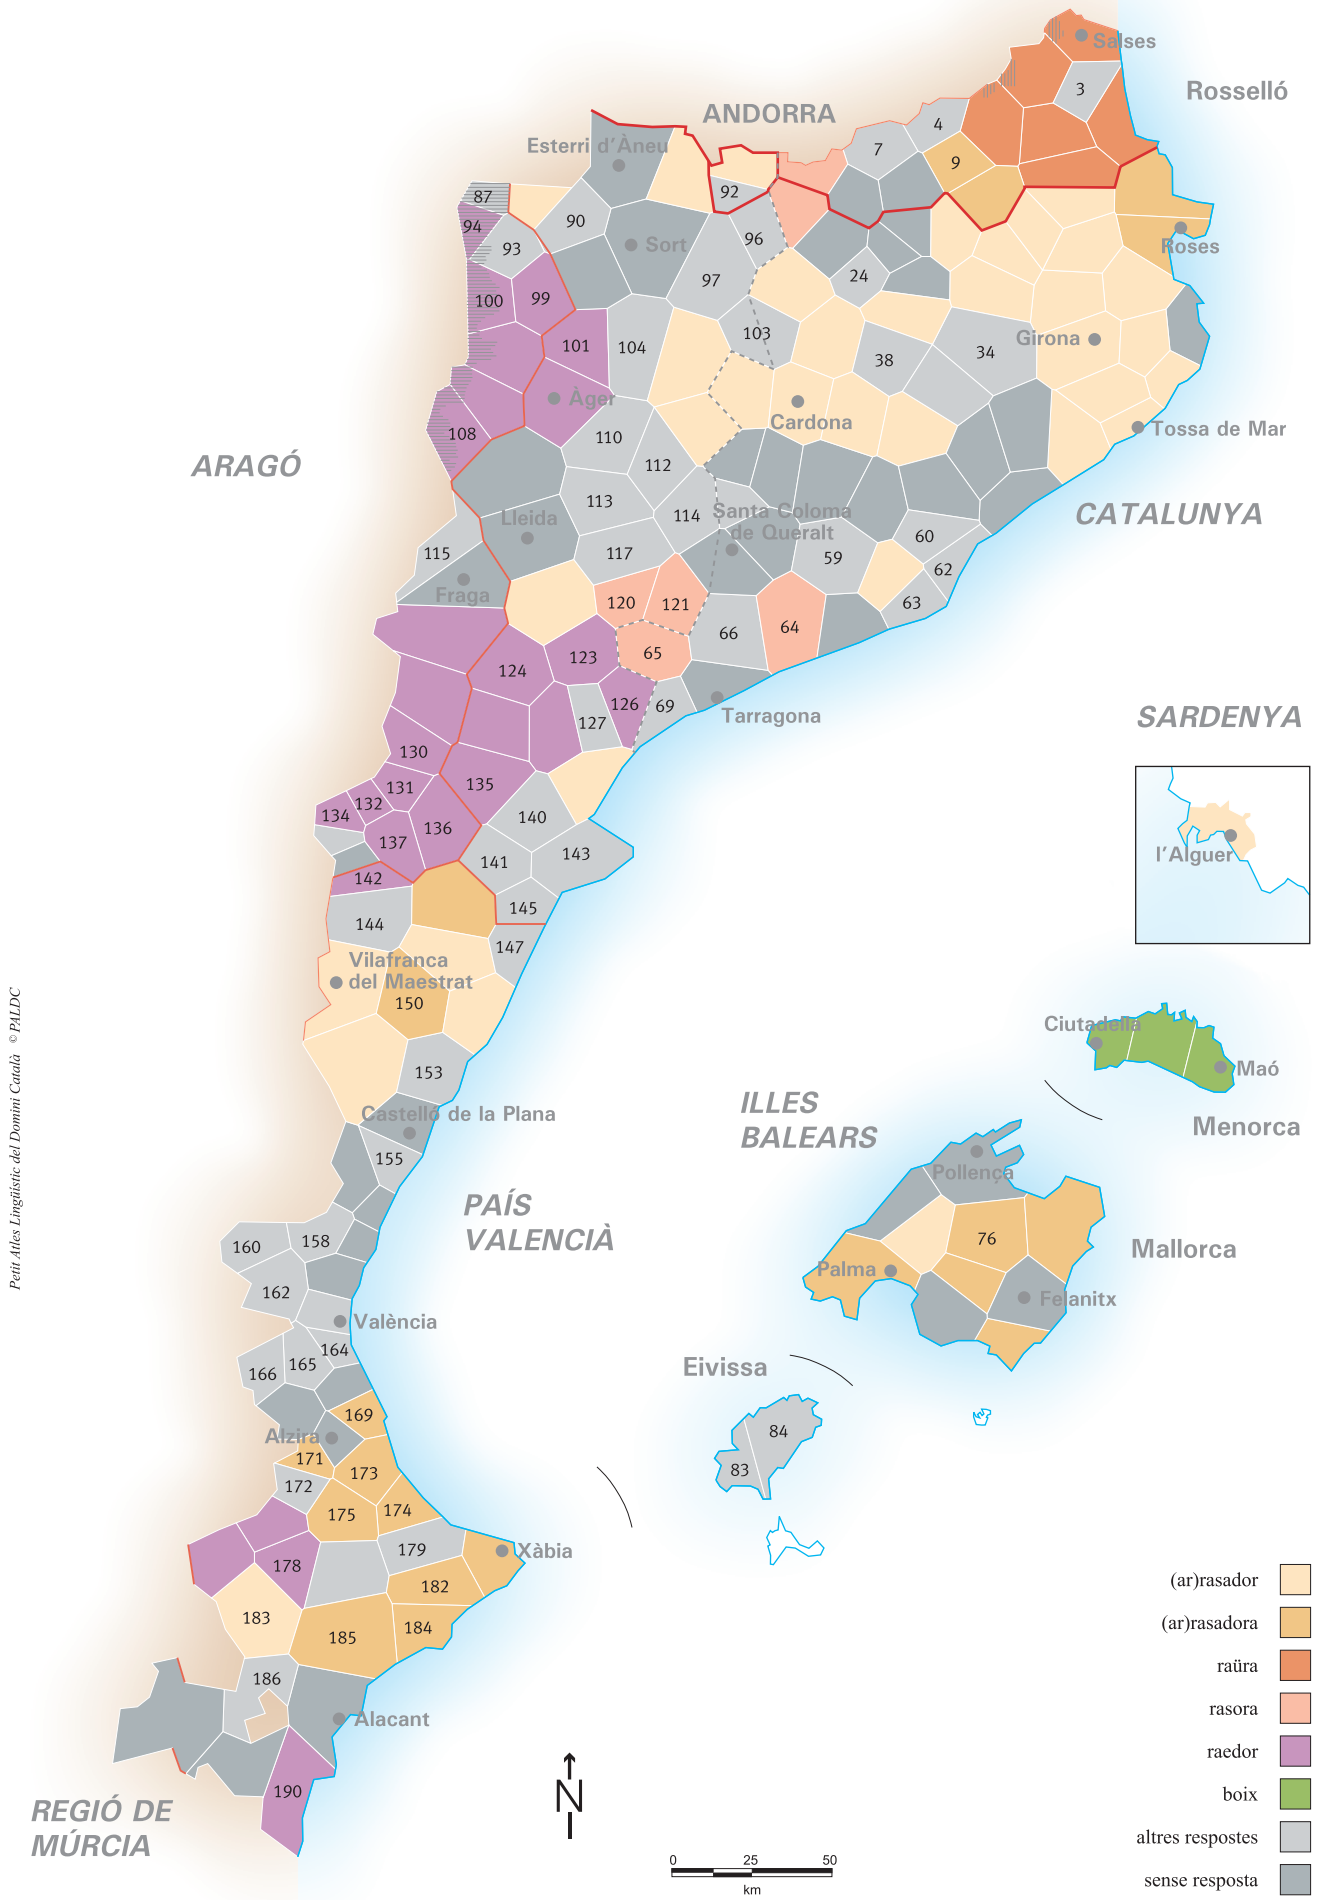 Salses
3
Rosselló
ANDORRA
4
Esterri d'Àneu
7
9
92
87
90
94
93
Sort
96
Roses
97
24
100
99
103
101
104
38
34
Girona
Àger
Cardona
108
110
Tossa de Mar
ARAGÓ
112
113
114
Santa Coloma
de Queralt
CATALUNYA
Lleida
115
117
59
60
62
Fraga
120
121
63
66
64
65
123
124
126
127
69
Tarragona
SARDENYA
130
131
132
134
135
136
137
140
141
143
142
l'Alguer
145
144
147
Vilafranca
del Maestrat
150
Ciutadella
Maó
153
Menorca
ILLES
BALEARS
Castelló de la Plana
155
Pollença
PAÍS
VALENCIÀ
158
160
76
Mallorca
Palma
Felanitx
162
València
164
165
166
Eivissa
169
Alzira
84
83
171
172
173
174
175
178
179
Xàbia
182
183
184
185
186
Alacant
190
REGIÓ DE
MÚRCIA
N
0 25 50
km
(ar)rasador
(ar)rasadora
raüra
rasora
raedor
boix
altres respostes
sense resposta
Petit Atles Lingüístic del Domini Català © PALDC